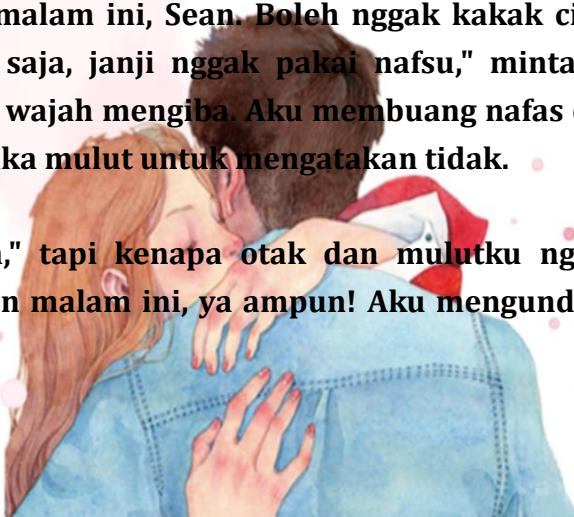 malam ini, Sean. Boleh nggak kakak ci
saja, janji nggak pakai nafsu," minta
wajah mengiba. Aku membuang nafas
ka mulut untuk mengatakan tidak.
," tapi kenapa otak dan mulutku ng
n malam ini, ya ampun! Aku mengund